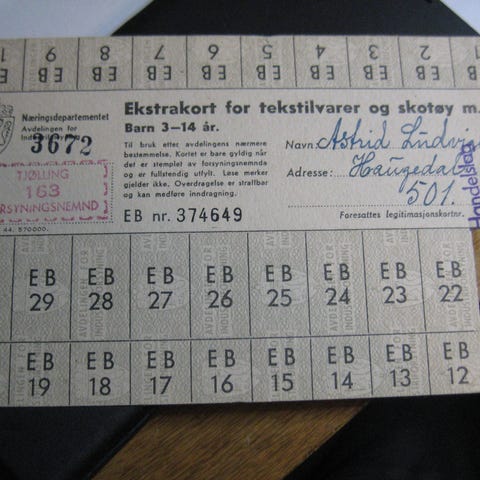 1 9 8 7 6 5 4 3 2 1
EB EB EB EB EB EB EB EB
Næringsdepartementet
Avdelingen for
3672
TJØLLING
163
FORSYNINGSNEMND
44. 570000.
Ekstrakort for tekstilvarer og skotøy m.
Barn 3–14 år.
Til bruk etter avdelingens nærmere
bestemmelse. Kortet er bare gyldig når
det er stemplet av forsyningsnemnda
og er fullstendig utfylt. Løse merker
gjelder ikke. Overdragelse er straffbar
og kan medføre inndragning.
EB nr. 374649
Navn: Astrid
Adresse:
501.
Foresattes legitimasjonskortnr.
EB EB EB EB EB EB EB EB
29 28 27 26 25 24 23 22
EB EB EB EB EB EB EB EB
19 18 17 16 15 14 13 12